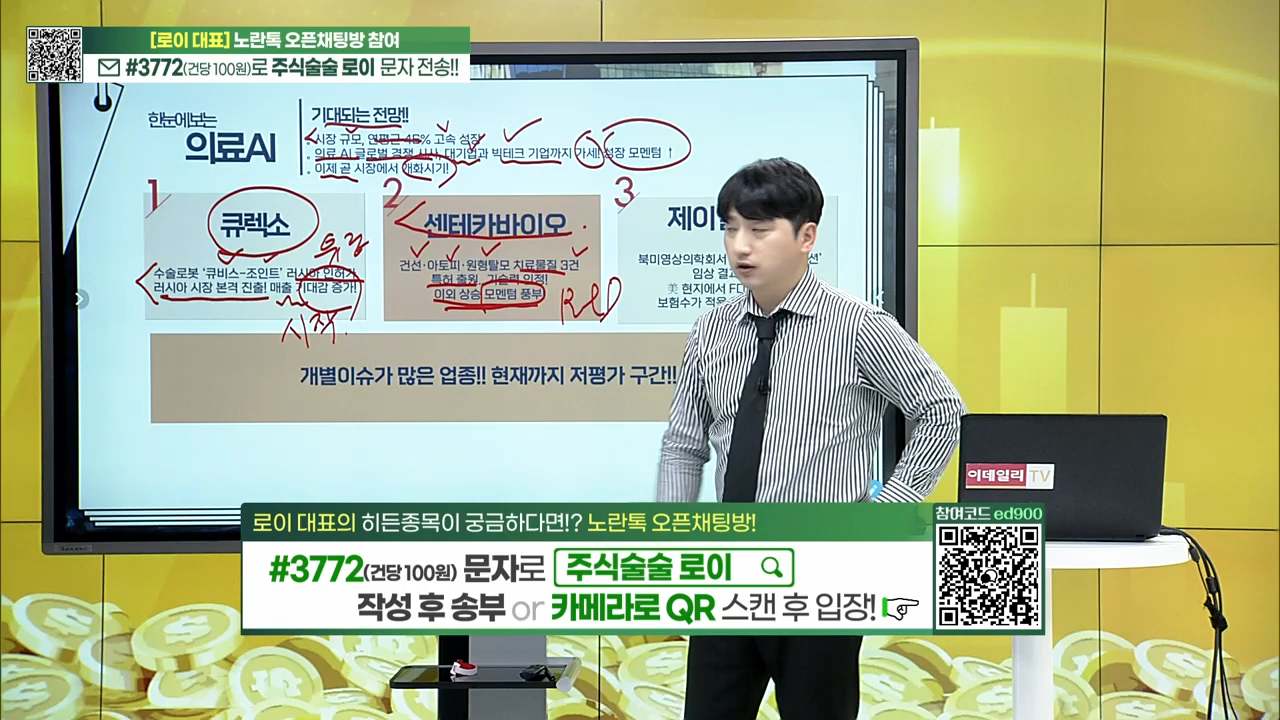 [로이 대표] 노란톡 오픈채팅방 참여
#3772(건당 100원)로 주식술술 로이 문자 전송!!
한눈에 보는
의료AI
기대되는 전망!!
· 시장 규모, 연평균 45% 고속 성장
· 의료 AI 글로벌 경쟁 대기업과 빅테크 기업까지 가세! 성장 모멘텀 ↑
· 이제 곧 시장에서 개화시기!
1
큐렉소
수술로봇 '큐비스-조인트' 러시아 인허가
러시아 시장 본격 진출! 매출 기대감 증가!
유럽
시작
2
센테카바이오
건선·아토피·원형탈모 치료물질 3건
특허 출원, 기술력 인정!
이외 상승 모멘텀 풍부
R&D
3
제이
북미영상의학회서
임상 결
美 현지에서 F
보험수가 적용
개별이슈가 많은 업종!! 현재까지 저평가 구간!!
이데일리TV
로이 대표의 히든종목이 궁금하다면!? 노란톡 오픈채팅방!
참여코드 ed900
#3772(건당 100원) 문자로 주식술술 로이
작성 후 송부 or 카메라로 QR 스캔 후 입장!